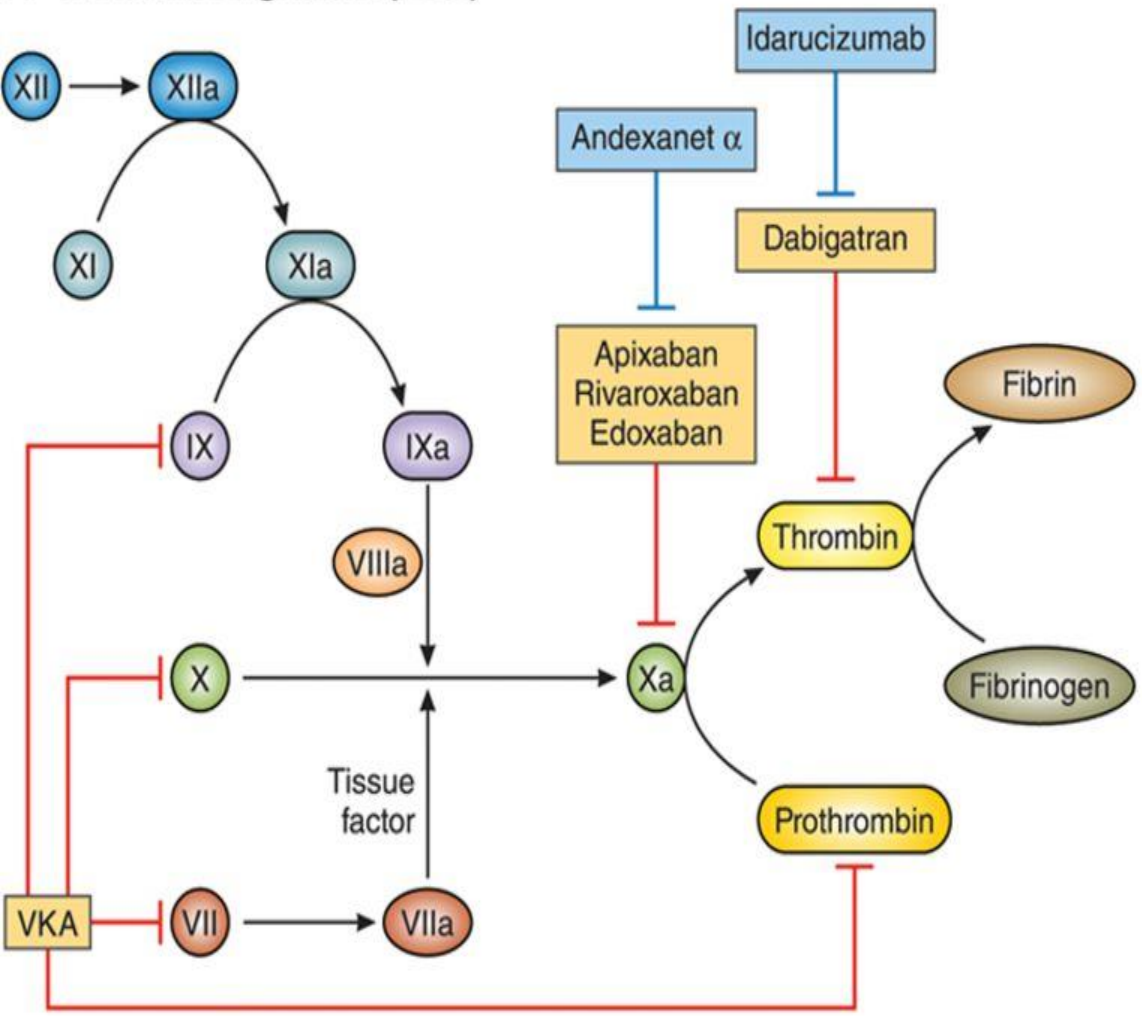 Idarucizumab
XII
XIIa
Andexanet α
XI
XIa
Dabigatran
Apixaban
Rivaroxaban
Edoxaban
Fibrin
IX
IXa
VIIIa
Thrombin
X
Xa
Fibrinogen
Tissue
factor
Prothrombin
VKA
VII
VIIa